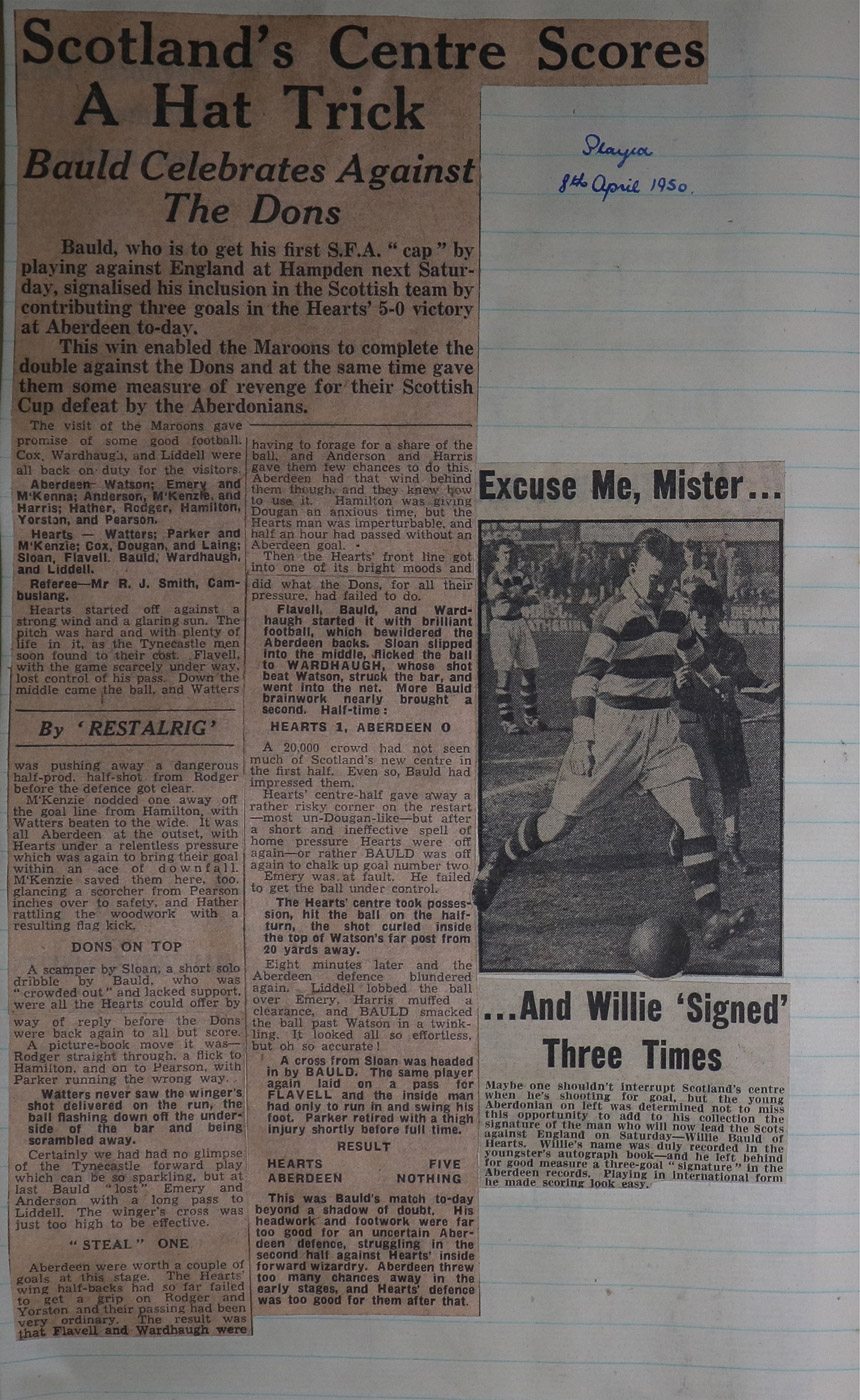 Scotland's Centre Scores
A Hat Trick
Bauld Celebrates Against
The Dons
Played
8th April 1950.
Bauld, who is to get his first S.F.A. " cap " by
playing against England at Hampden next Satur-
day, signalised his inclusion in the Scottish team by
contributing three goals in the Hearts' 5-0 victory
at Aberdeen to-day.
This win enabled the Maroons to complete the
double against the Dons and at the same time gave
them some measure of revenge for their Scottish
Cup defeat by the Aberdonians.
The visit of the Maroons gave
promise of some good football.
Cox, Wardhaugh, and Liddell were
all back on duty for the visitors.
Aberdeen—Watson; Emery and
M'Kenna; Anderson, M'Kenzie, and
Harris; Hather, Rodger, Hamilton,
Yorston, and Pearson.
Hearts — Watters; Parker and
M'Kenzie; Cox, Dougan, and Laing;
Sloan, Flavell, Bauld, Wardhaugh,
and Liddell.
Referee—Mr R. J. Smith, Cam-
buslang.
Hearts started off against a
strong wind and a glaring sun. The
pitch was hard and with plenty of
life in it, as the Tynecastle men
soon found to their cost. Flavell,
with the game scarcely under way,
lost control of his pass. Down the
middle came the ball, and Watters
By 'RESTALRIG'
was pushing away a dangerous
half-prod, half-shot from Rodger
before the defence got clear.
M'Kenzie nodded one away off
the goal line from Hamilton, with
Watters beaten to the wide. It was
all Aberdeen at the outset, with
Hearts under a relentless pressure
which was again to bring their goal
within an ace of downfall.
M'Kenzie saved them here, too,
glancing a scorcher from Pearson
inches over to safety, and Hather
rattling the woodwork with a
resulting flag kick.
DONS ON TOP
A scamper by Sloan, a short solo
dribble by Bauld, who was
" crowded out " and lacked support,
were all the Hearts could offer by
way of reply before the Dons
were back again to all but score.
A picture-book move it was—
Rodger straight through, a flick to
Hamilton, and on to Pearson, with
Parker running the wrong way.
Watters never saw the winger's
shot delivered on the run, the
ball flashing down off the under-
side of the bar and being
scrambled away.
Certainly we had had no glimpse
of the Tynecastle forward play
which can be so sparkling, but at
last Bauld "lost" Emery and
Anderson with a long pass to
Liddell. The winger's cross was
just too high to be effective.
" STEAL " ONE
Aberdeen were worth a couple of
goals at this stage. The Hearts'
wing half-backs had so far failed
to get a grip on Rodger and
Yorston and their passing had been
very ordinary. The result was
that Flavell and Wardhaugh were
having to forage for a share of the
ball, and Anderson and Harris
gave them few chances to do this.
Aberdeen had that wind behind
them though, and they knew how
to use it. Hamilton was giving
Dougan an anxious time, but the
Hearts man was imperturbable, and
half an hour had passed without an
Aberdeen goal.
Then the Hearts' front line got
into one of its bright moods and
did what the Dons, for all their
pressure, had failed to do.
Flavell, Bauld, and Ward-
haugh started it with brilliant
football, which bewildered the
Aberdeen backs. Sloan slipped
into the middle, flicked the ball
to WARDHAUGH, whose shot
beat Watson, struck the bar, and
went into the net. More Bauld
brainwork nearly brought a
second. Half-time :
HEARTS 1, ABERDEEN 0
A 20,000 crowd had not seen
much of Scotland's new centre in
the first half. Even so, Bauld had
impressed them.
Hearts' centre-half gave away a
rather risky corner on the restart
—most un-Dougan-like—but after
a short and ineffective spell of
home pressure Hearts were off
again—or rather BAULD was off
again to chalk up goal number two.
Emery was at fault. He failed
to get the ball under control.
The Hearts' centre took posses-
sion, hit the ball on the half-
turn, the shot curled inside
the top of Watson's far post from
20 yards away.
Eight minutes later and the
Aberdeen defence blundered
again. Liddell lobbed the ball
over Emery, Harris muffed a
clearance, and BAULD smacked
the ball past Watson in a twink-
ling. It looked all so effortless,
but oh so accurate !
A cross from Sloan was headed
in by BAULD. The same player
again laid on a pass for
FLAVELL and the inside man
had only to run in and swing his
foot. Parker retired with a thigh
injury shortly before full time.
RESULT
HEARTS FIVE
ABERDEEN NOTHING
This was Bauld's match to-day
beyond a shadow of doubt. His
headwork and footwork were far
too good for an uncertain Aber-
deen defence, struggling in the
second half against Hearts' inside
forward wizardry. Aberdeen threw
too many chances away in the
early stages, and Hearts' defence
was too good for them after that.
Excuse Me, Mister...
...And Willie 'Signed'
Three Times
Maybe one shouldn't interrupt Scotland's centre
when he's shooting for goal, but the young
Aberdonian on left was determined not to miss
this opportunity to add to his collection the
signature of the man who will now lead the Scots
against England on Saturday—Willie Bauld of
Hearts. Willie's name was duly recorded in the
youngster's autograph book—and he left behind
for good measure a three-goal " signature " in the
Aberdeen records. Playing in international form
he made scoring look easy.